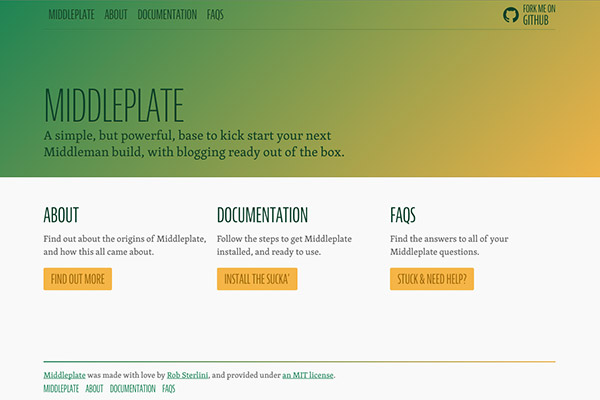 MIDDLEPLATE ABOUT DOCUMENTATION FAQS
FORK ME ON
GITHUB
MIDDLEPLATE
A simple, but powerful, base to kick start your next
Middleman build, with blogging ready out of the box.
ABOUT
Find out about the origins of Middleplate,
and how this all came about.
FIND OUT MORE
DOCUMENTATION
Follow the steps to get Middleplate
installed, and ready to use.
INSTALL THE SUCKA'
FAQS
Find the answers to all of your
Middleplate questions.
STUCK & NEED HELP?
Middleplate was made with love by Rob Sterlini, and provided under an MIT license.
MIDDLEPLATE ABOUT DOCUMENTATION FAQS